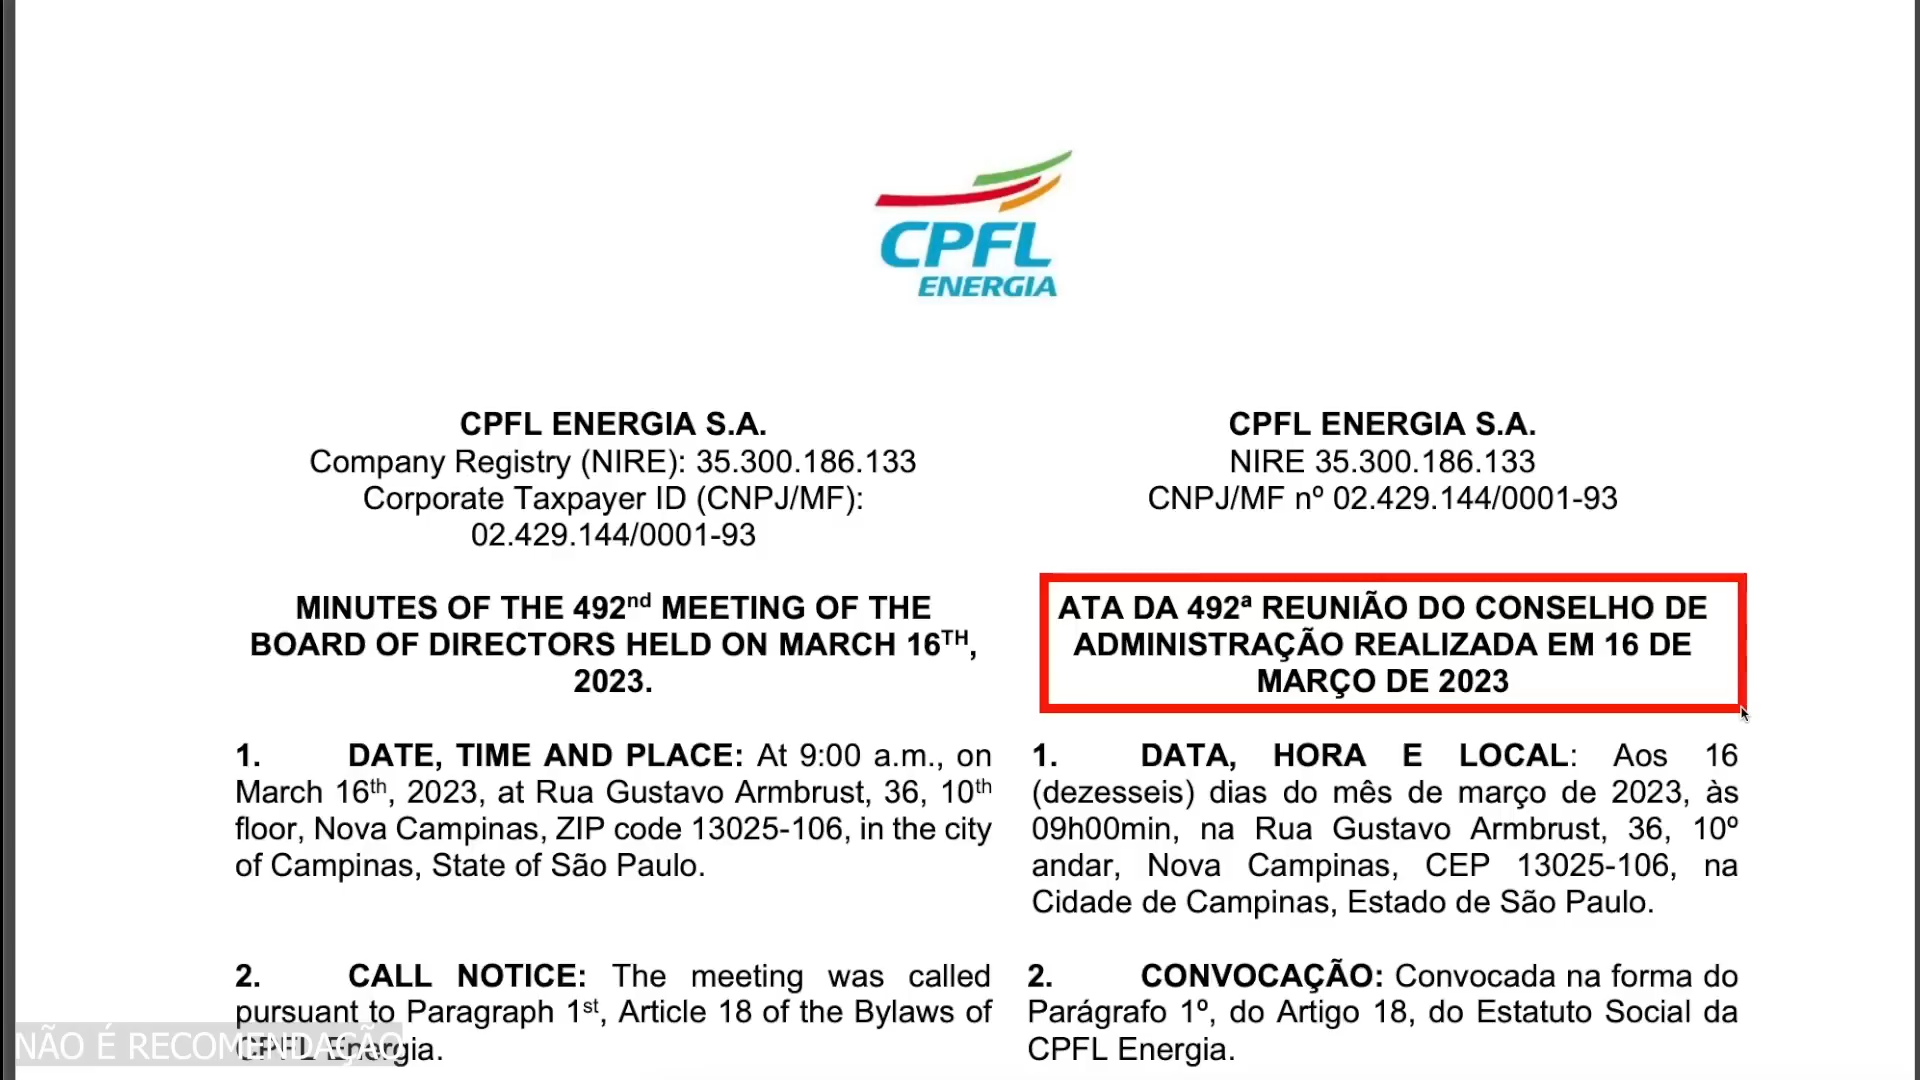 CPFL
ENERGIA
CPFL ENERGIA S.A.
Company Registry (NIRE): 35.300.186.133
Corporate Taxpayer ID (CNPJ/MF):
02.429.144/0001-93
MINUTES OF THE 492nd MEETING OF THE
BOARD OF DIRECTORS HELD ON MARCH 16TH,
2023.
1. DATE, TIME AND PLACE: At 9:00 a.m., on
March 16th, 2023, at Rua Gustavo Armbrust, 36, 10th
floor, Nova Campinas, ZIP code 13025-106, in the city
of Campinas, State of São Paulo.
2. CALL NOTICE: The meeting was called
pursuant to Paragraph 1st, Article 18 of the Bylaws of
CPFL Energia.
CPFL ENERGIA S.A.
NIRE 35.300.186.133
CNPJ/MF nº 02.429.144/0001-93
ATA DA 492ª REUNIÃO DO CONSELHO DE
ADMINISTRAÇÃO REALIZADA EM 16 DE
MARÇO DE 2023
1. DATA, HORA E LOCAL: Aos 16
(dezesseis) dias do mês de março de 2023, às
09h00min, na Rua Gustavo Armbrust, 36, 10º
andar, Nova Campinas, CEP 13025-106, na
Cidade de Campinas, Estado de São Paulo.
2. CONVOCAÇÃO: Convocada na forma do
Parágrafo 1º, do Artigo 18, do Estatuto Social da
CPFL Energia.
NÃO É RECOMENDAÇÃO